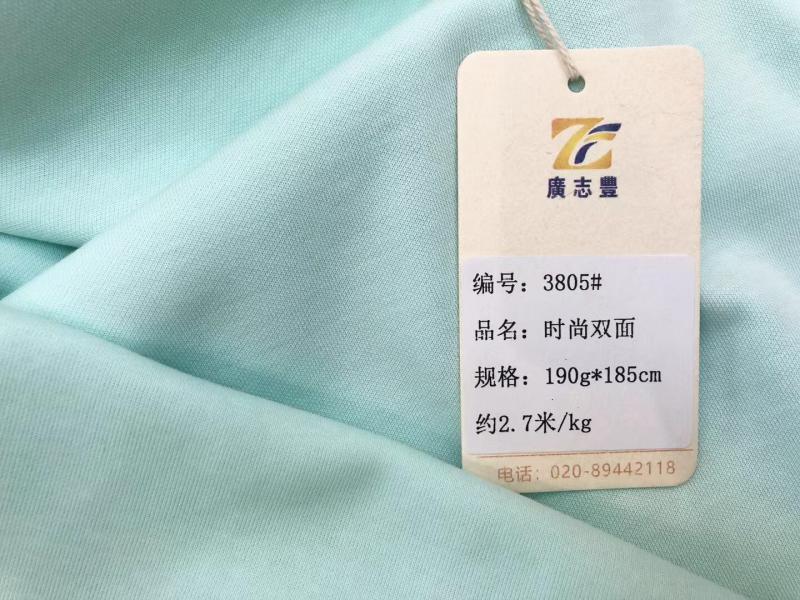 廣志豐
编号：3805#
品名：时尚双面
规格：190g*185cm
约2.7米/kg
电话：020-89442118